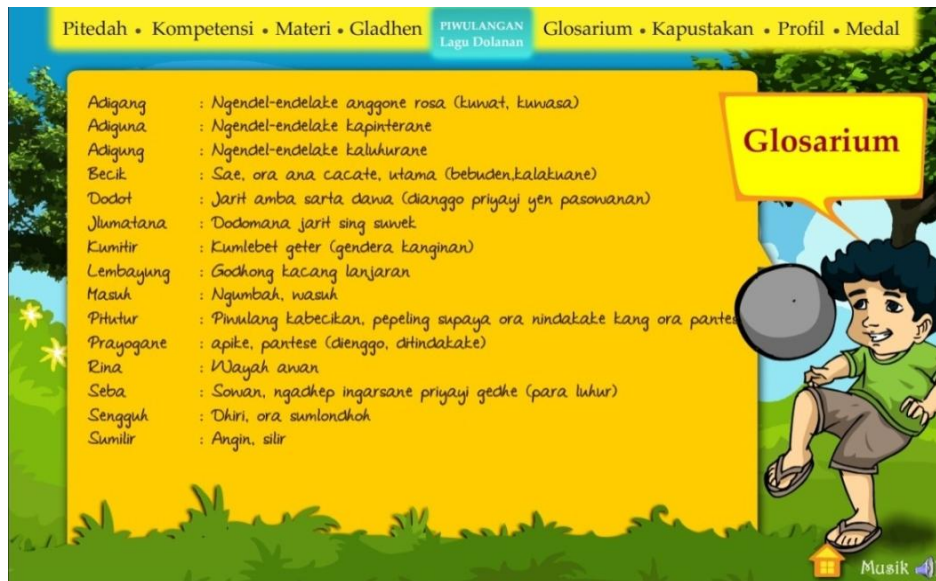 Pitedah • Kompetensi • Materi • Gladhen PIWULANGAN Lagu Dolanan Glosarium • Kapustakan • Profil • Medal
Glosarium
Adigang : Ngendel-endelake anggone rosa (kuwat, kuwasa)
Adiguna : Ngendel-endelake kapinterane
Adigung : Ngendel-endelake kaluhurane
Becik : Sae, ora ana cacate, utama (bebuden,kalakuane)
Dodot : Jarit amba sarta dawa (dianggo priyayi yen pasowanan)
Jlumatana : Dodomana jarit sing suwek
Kumitir : Kumlebet geter (gendera kanginan)
Lembayung : Godhong kacang lanjaran
Masuh : Ngumbah, wasuh
Pitutur : Piwulang kabecikan, pepeling supaya ora nindakake kang ora pantes
Prayogane : apike, pantese (dienggo, ditindakake)
Rina : Wayah awan
Seba : Sowan, ngadhep ingarsane priyayi gedhe (para luhur)
Sengguh : Dhiri, ora sumlondhoh
Sumilir : Angin, silir
Musik